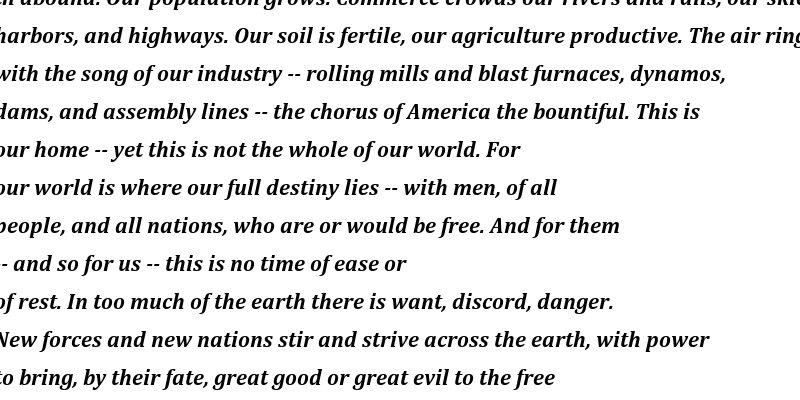 abound. Our population grows. Commerce crowds our rivers and rails, our
harbors, and highways. Our soil is fertile, our agriculture productive. The air
with the song of our industry -- rolling mills and blast furnaces, dynamos,
dams, and assembly lines -- the chorus of America the bountiful. This is
our home -- yet this is not the whole of our world. For
our world is where our full destiny lies -- with men, of all
people, and all nations, who are or would be free. And for them
-- and so for us -- this is no time of ease or
of rest. In too much of the earth there is want, discord, danger.
New forces and new nations stir and strive across the earth, with power
to bring, by their fate, great good or great evil to the free